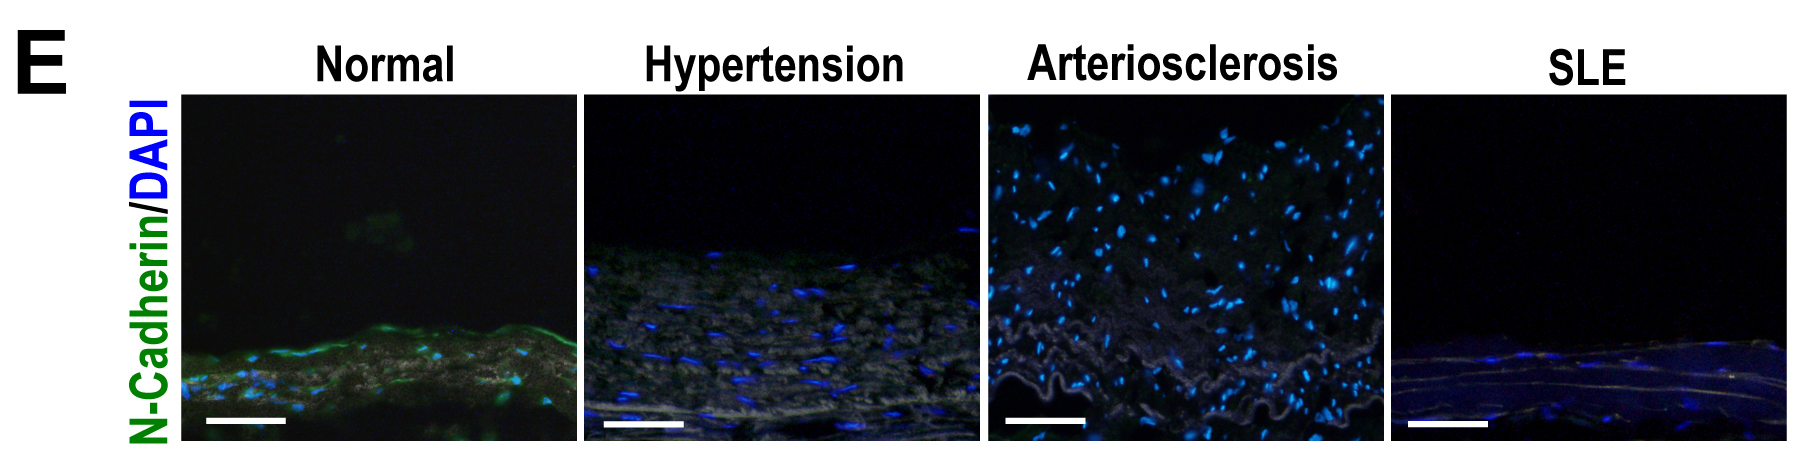 E
Normal
Hypertension
Arteriosclerosis
SLE
N-Cadherin/DAPI